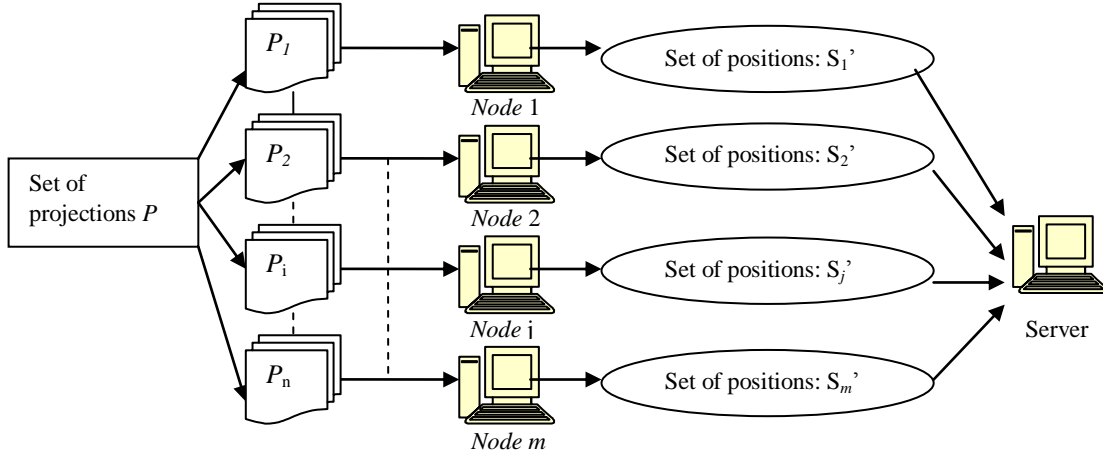 P1
Node 1
Set of positions: S1’
P2
Node 2
Set of positions: S2’
Set of
projections P
Pi
Node j
Set of positions: Sj’
Server
Pn
Node m
Set of positions: Sm’